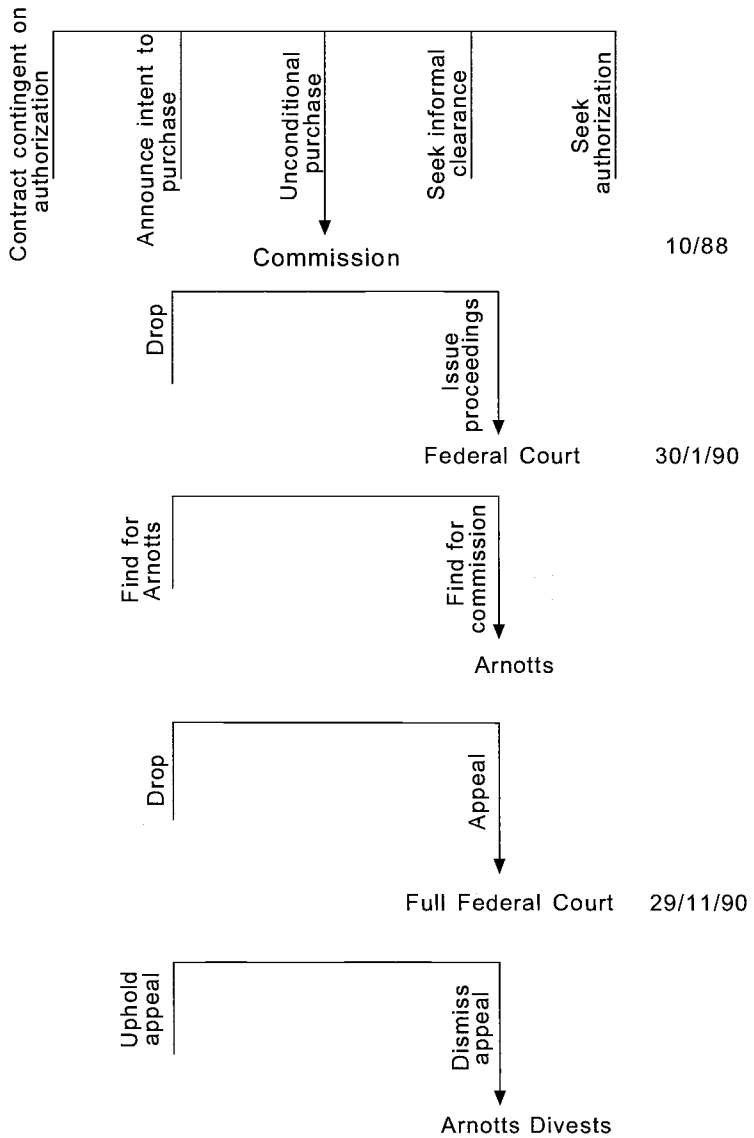 Contract contingent on
authorization
Announce intent to
purchase
Unconditional
purchase
Seek informal
clearance
Seek
authorization
Commission
10/88
Drop
Issue
proceedings
Federal Court
30/1/90
Find for
Arnotts
Find for
commission
Arnotts
Drop
Appeal
Full Federal Court
29/11/90
Uphold
appeal
Dismiss
appeal
Arnotts Divests